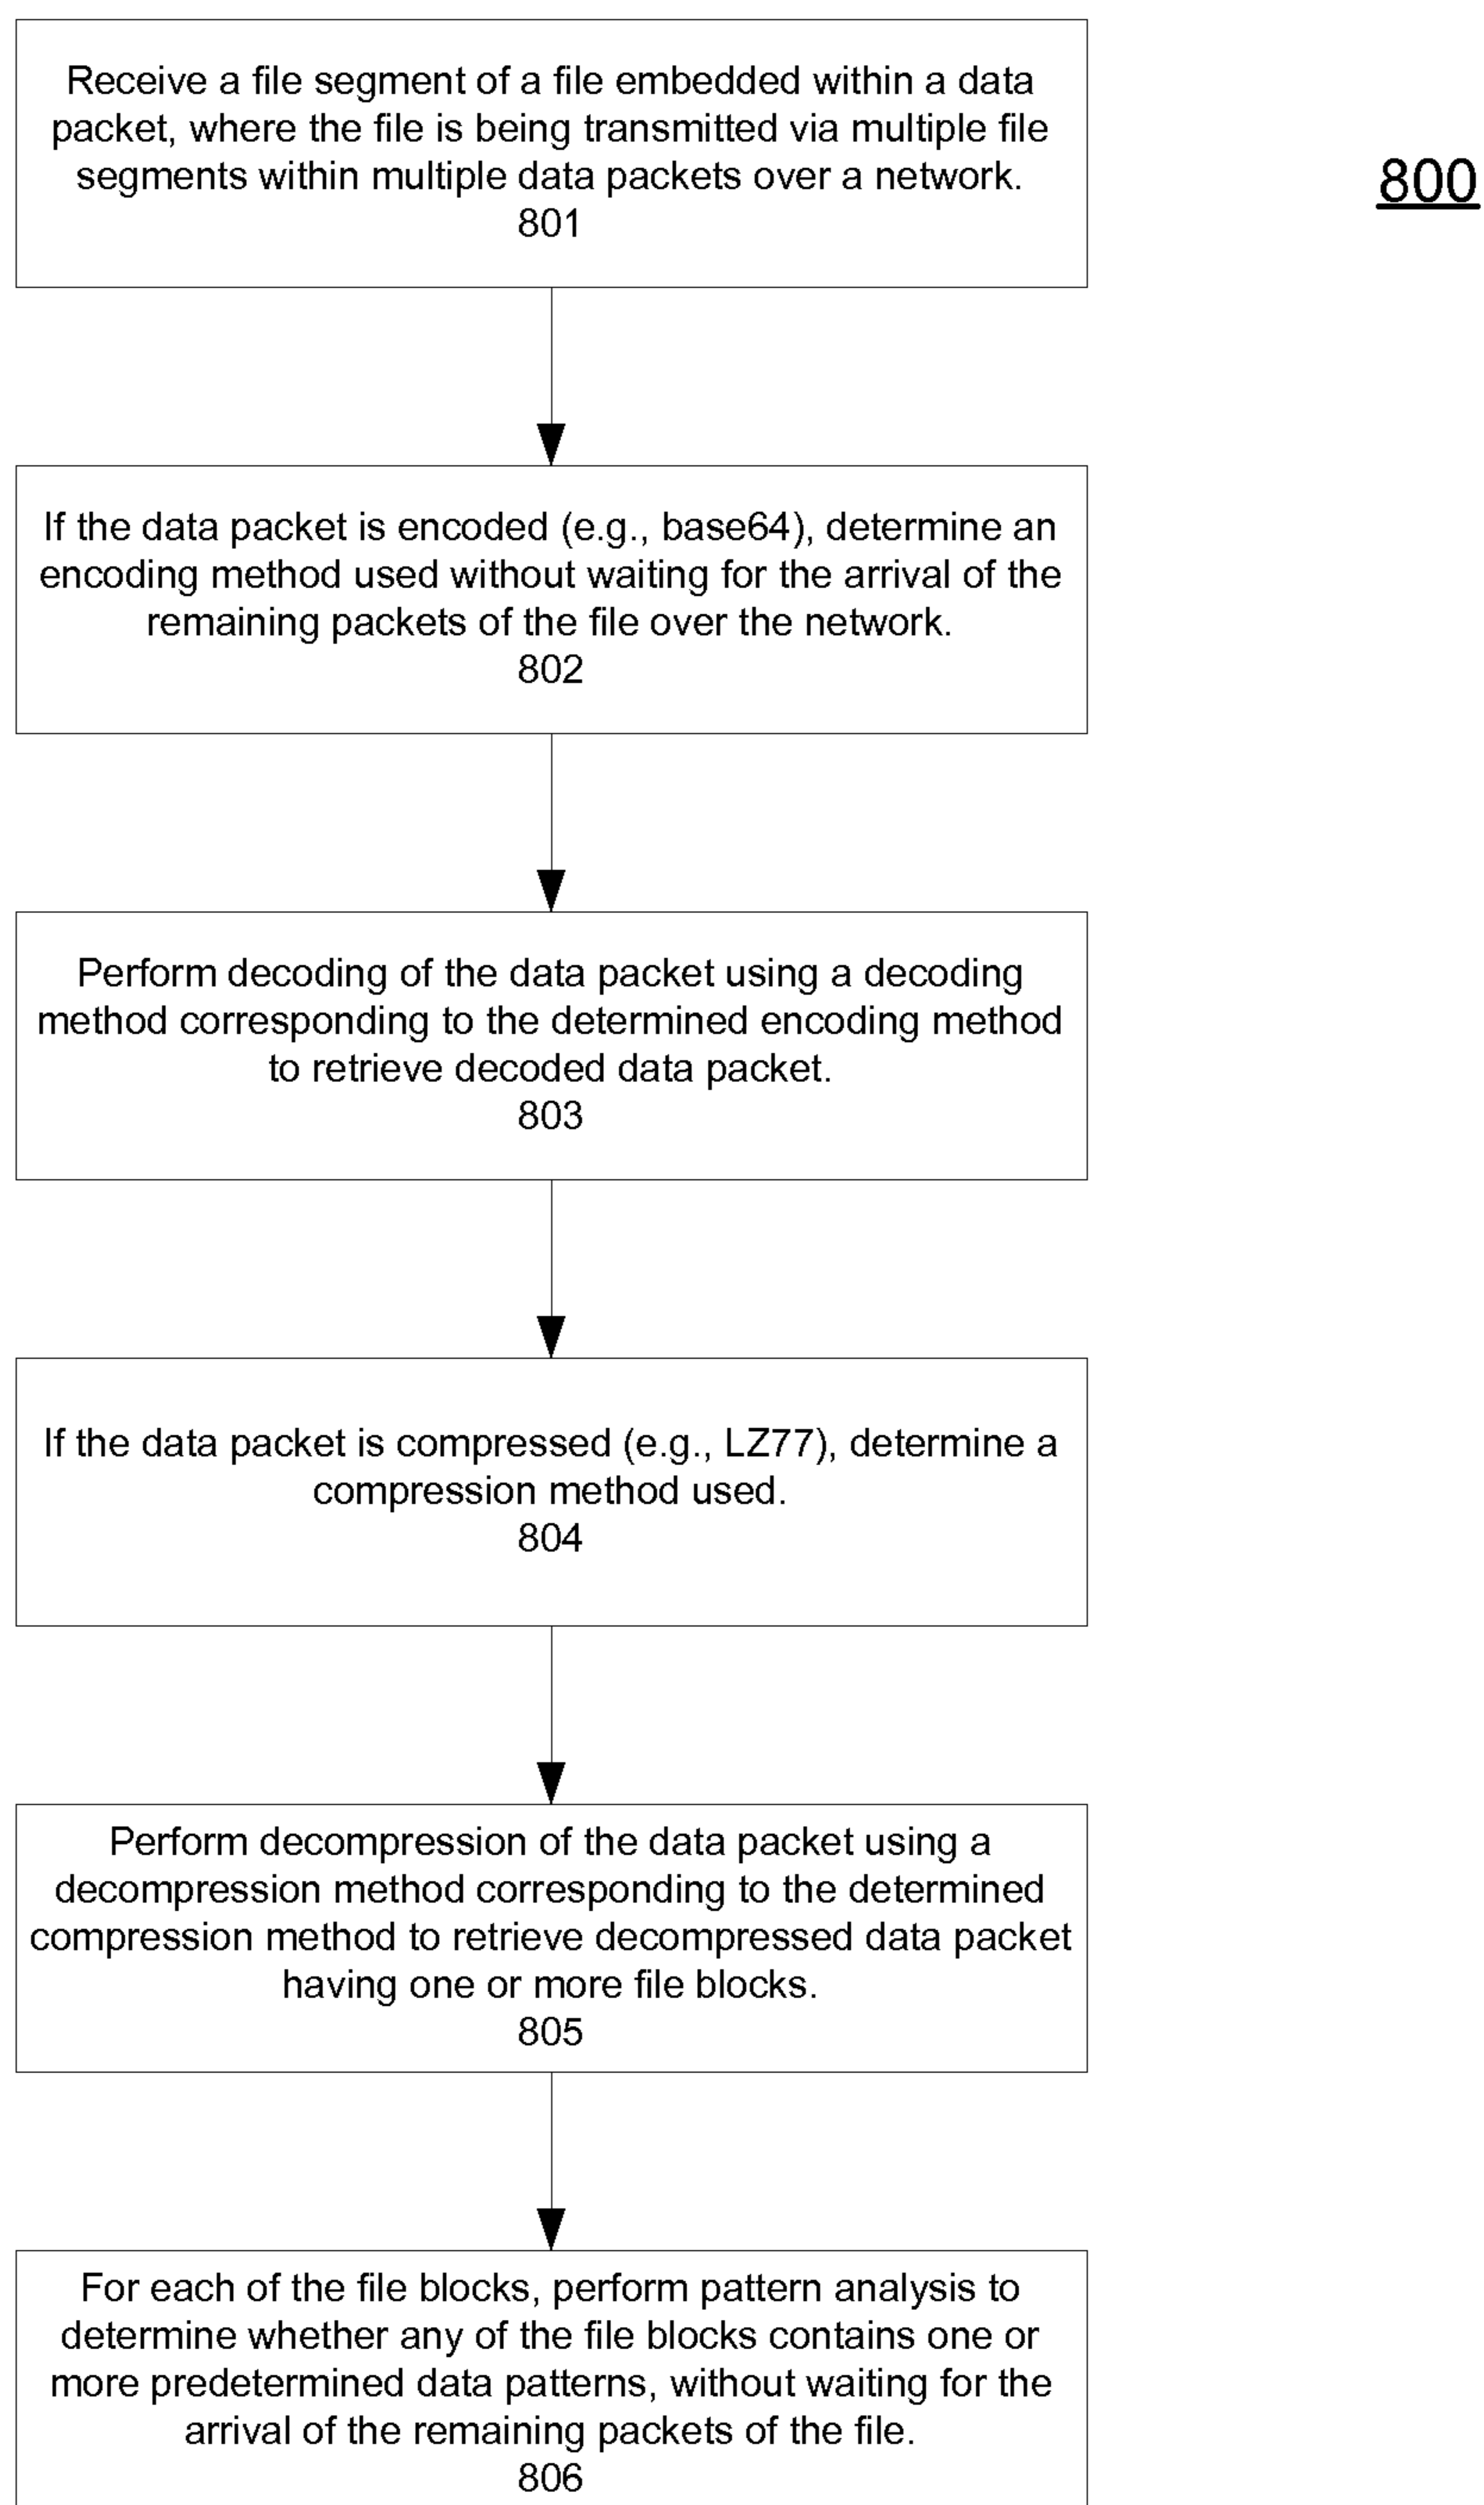 Receive a file segment of a file embedded within a data
packet, where the file is being transmitted via multiple file
segments within multiple data packets over a network.
801
800
If the data packet is encoded (e.g., base64), determine an
encoding method used without waiting for the arrival of the
remaining packets of the file over the network.
802
Perform decoding of the data packet using a decoding
method corresponding to the determined encoding method
to retrieve decoded data packet.
803
If the data packet is compressed (e.g., LZ77), determine a
compression method used.
804
Perform decompression of the data packet using a
decompression method corresponding to the determined
compression method to retrieve decompressed data packet
having one or more file blocks.
805
For each of the file blocks, perform pattern analysis to
determine whether any of the file blocks contains one or
more predetermined data patterns, without waiting for the
arrival of the remaining packets of the file.
806